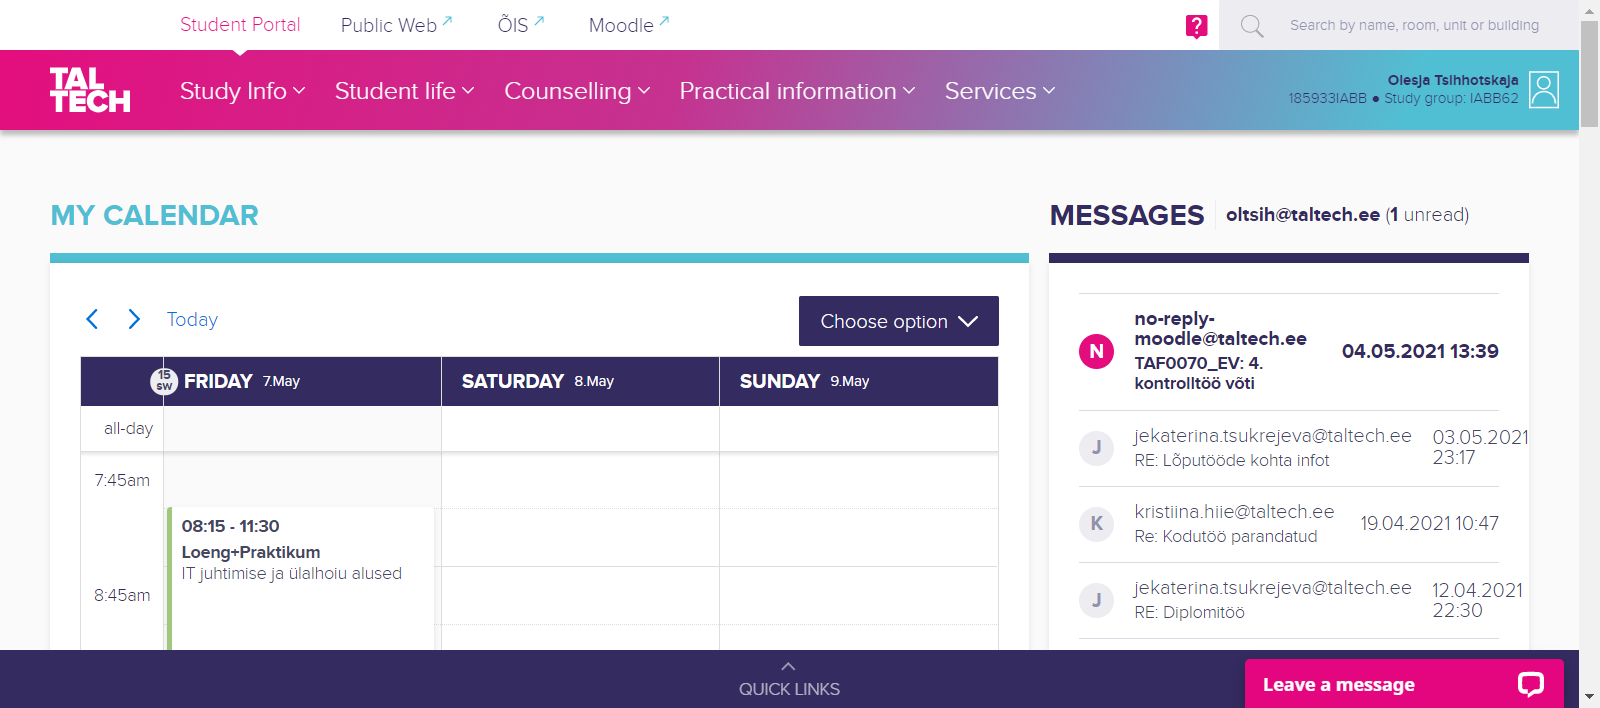 Student Portal
Public Web
ÕIS
Moodle
?
Search by name, room, unit or building
TAL
TECH
Study Info
Student life
Counselling
Practical information
Services
Olesja Tsihhotskaja
185933IABB ● Study group: IABB62
MY CALENDAR
Today
Choose option
15
SW
FRIDAY 7.May
SATURDAY 8.May
SUNDAY 9.May
all-day
7:45am
08:15 - 11:30
Loeng+Praktikum
IT juhtimise ja ülalhoiu alused
8:45am
MESSAGES
oltsih@taltech.ee (1 unread)
N
no-reply-
moodle@taltech.ee
TAF0070_EV: 4.
kontrolltöö võti
04.05.2021 13:39
J
jekaterina.tsukrejeva@taltech.ee
RE: Lõputööde kohta infot
03.05.2021
23:17
K
kristiina.hiie@taltech.ee
Re: Kodutöö parandatud
19.04.2021 10:47
J
jekaterina.tsukrejeva@taltech.ee
RE: Diplomitöö
12.04.2021
22:30
QUICK LINKS
Leave a message